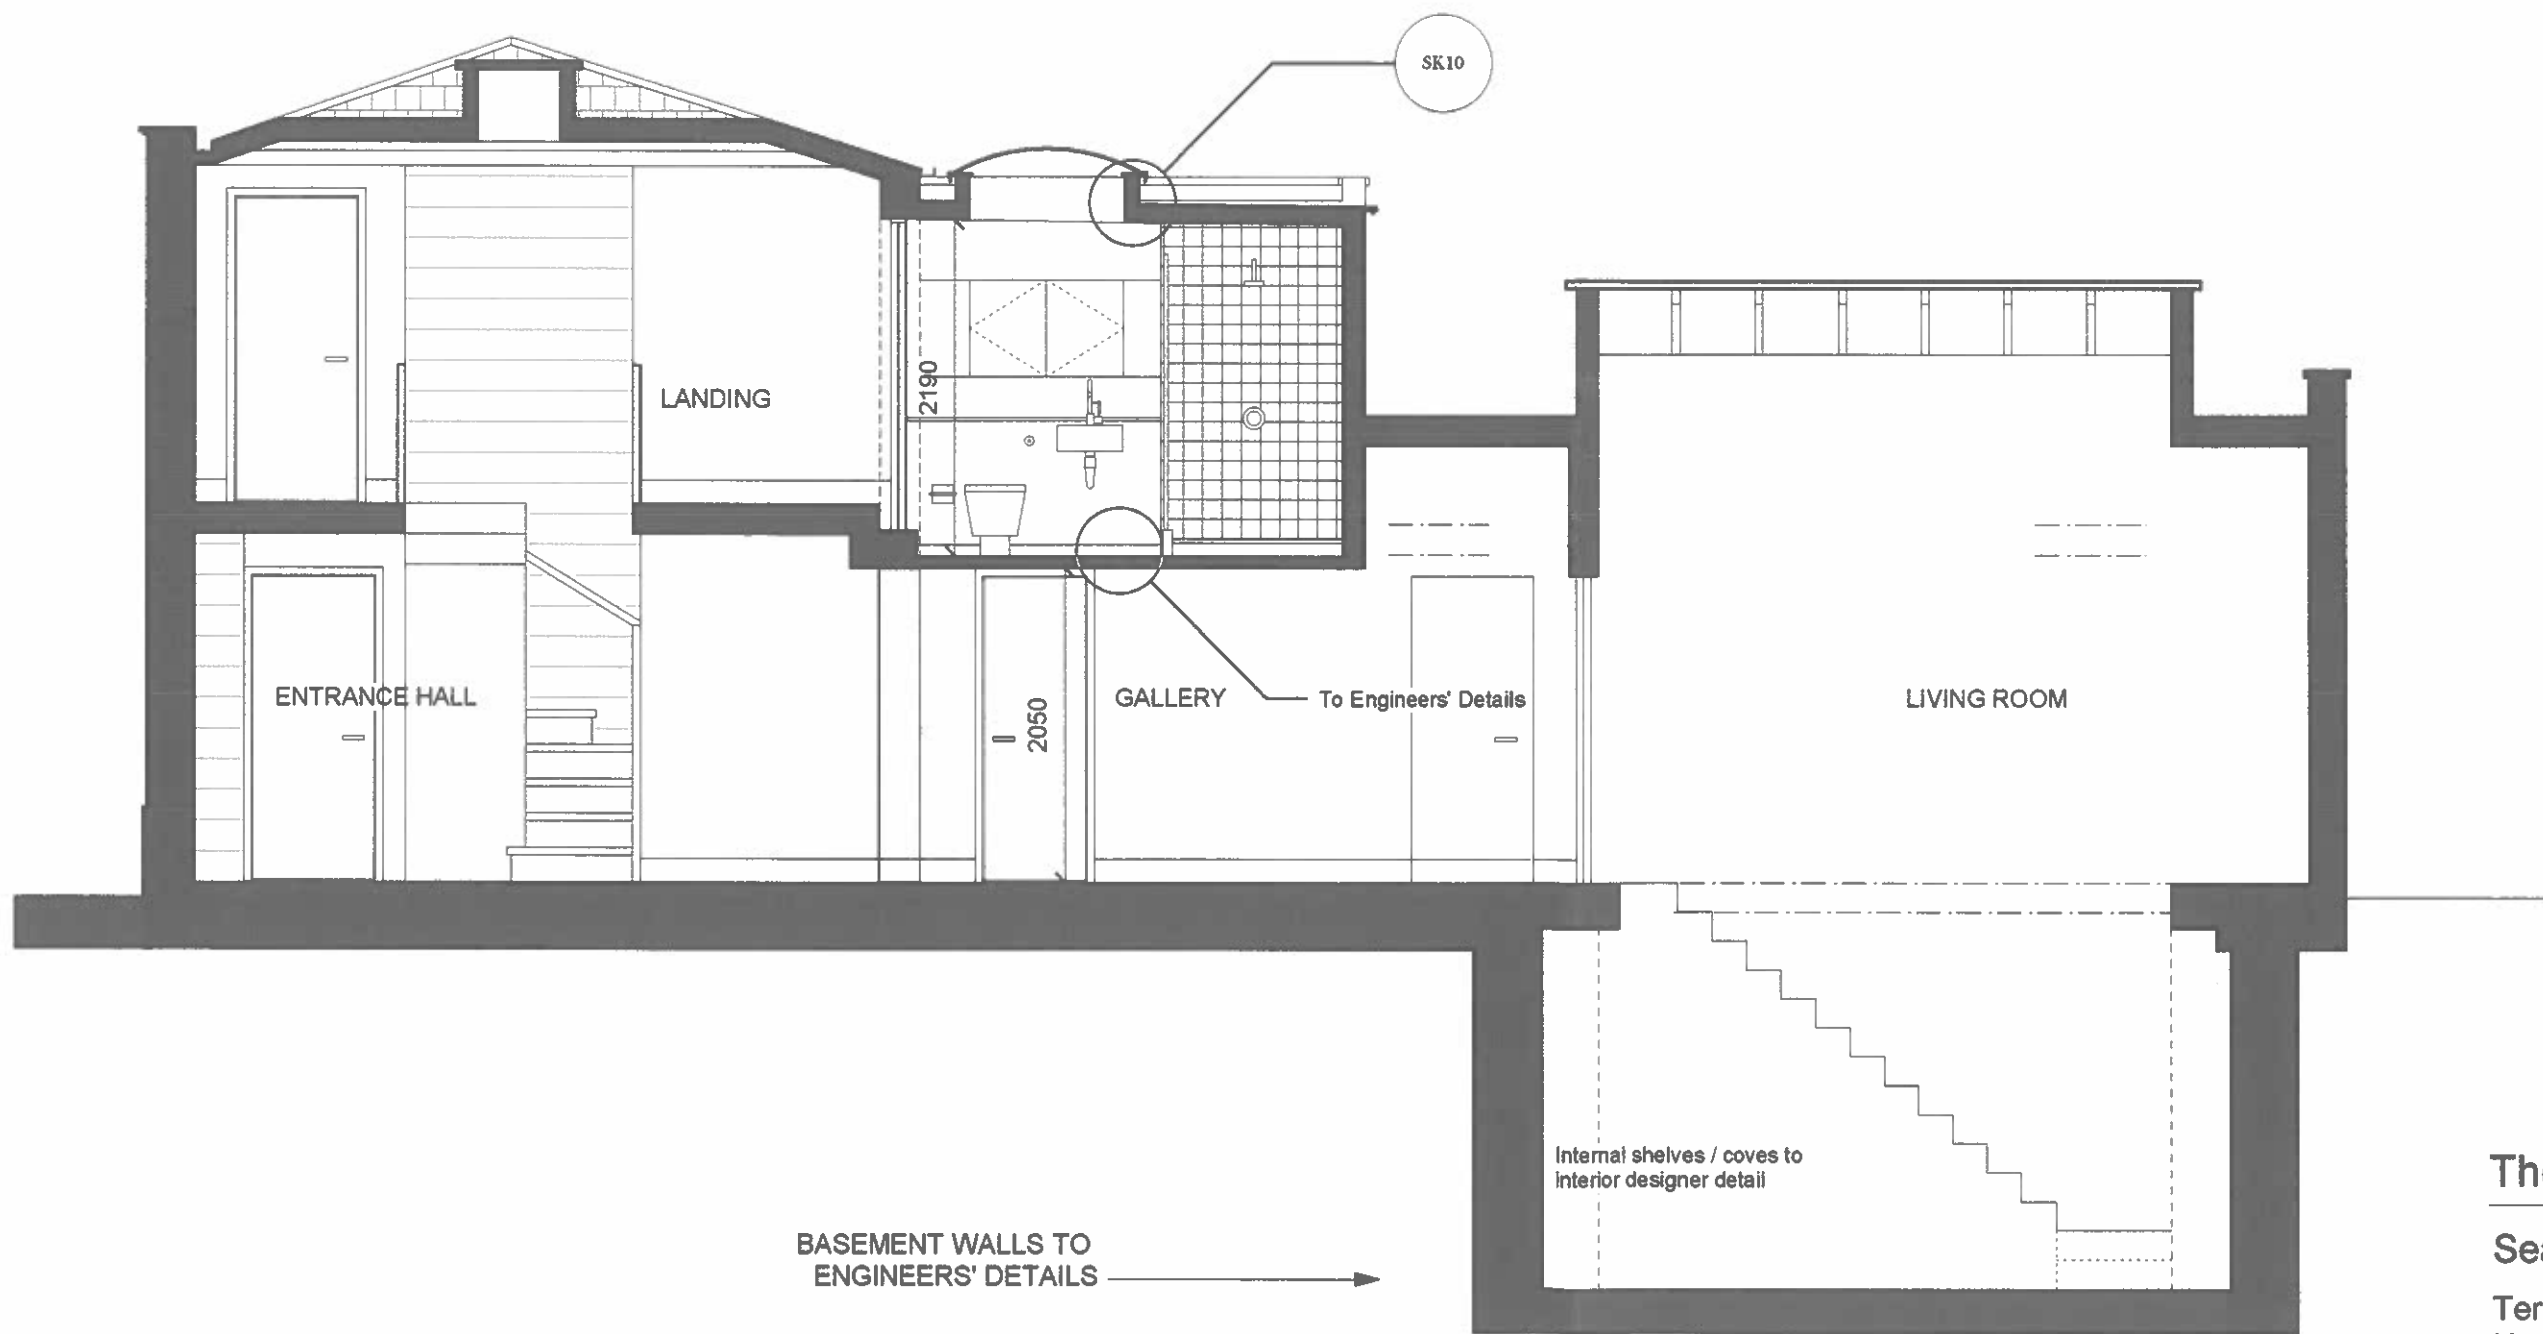 SK10
LANDING
2190
ENTRANCE HALL
2050
GALLERY
To Engineers' Details
LIVING ROOM
Internal shelves / coves to
interior designer detail
BASEMENT WALLS TO
ENGINEERS' DETAILS